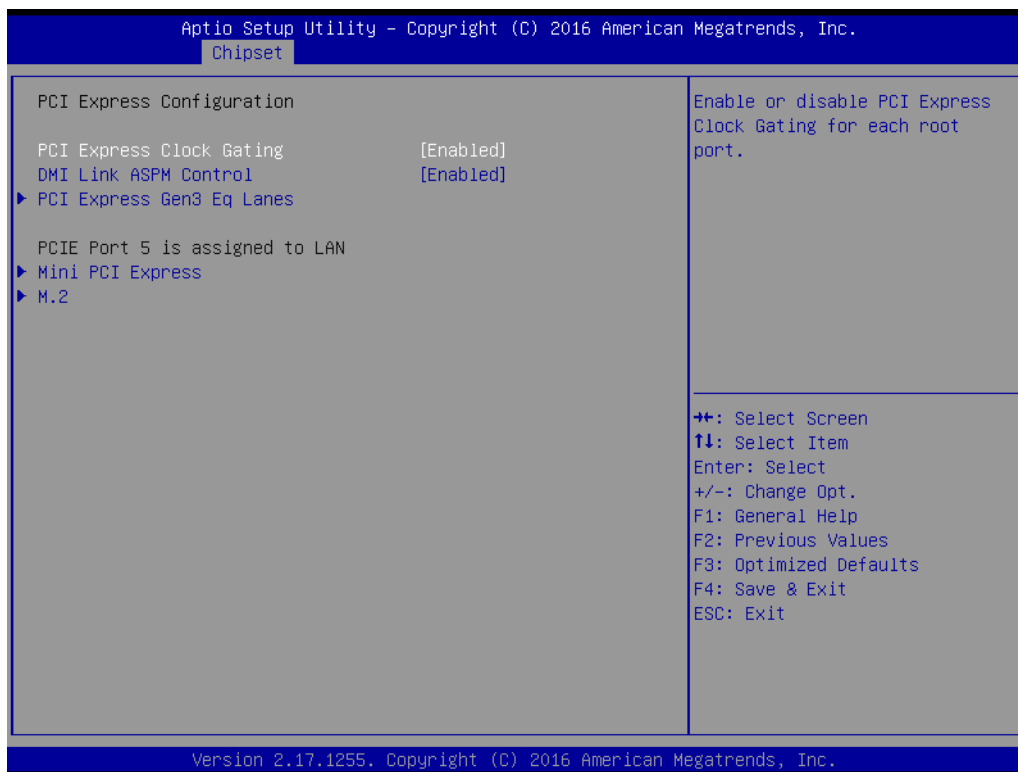 Aptio Setup Utility – Copyright (C) 2016 American Megatrends, Inc.
Chipset
PCI Express Configuration
PCI Express Clock Gating [Enabled]
DMI Link ASPM Control [Enabled]
▶ PCI Express Gen3 Eq Lanes
PCIE Port 5 is assigned to LAN
▶ Mini PCI Express
▶ M.2
Enable or disable PCI Express
Clock Gating for each root
port.
→←: Select Screen
↑↓: Select Item
Enter: Select
+/-: Change Opt.
F1: General Help
F2: Previous Values
F3: Optimized Defaults
F4: Save & Exit
ESC: Exit
Version 2.17.1255. Copyright (C) 2016 American Megatrends, Inc.